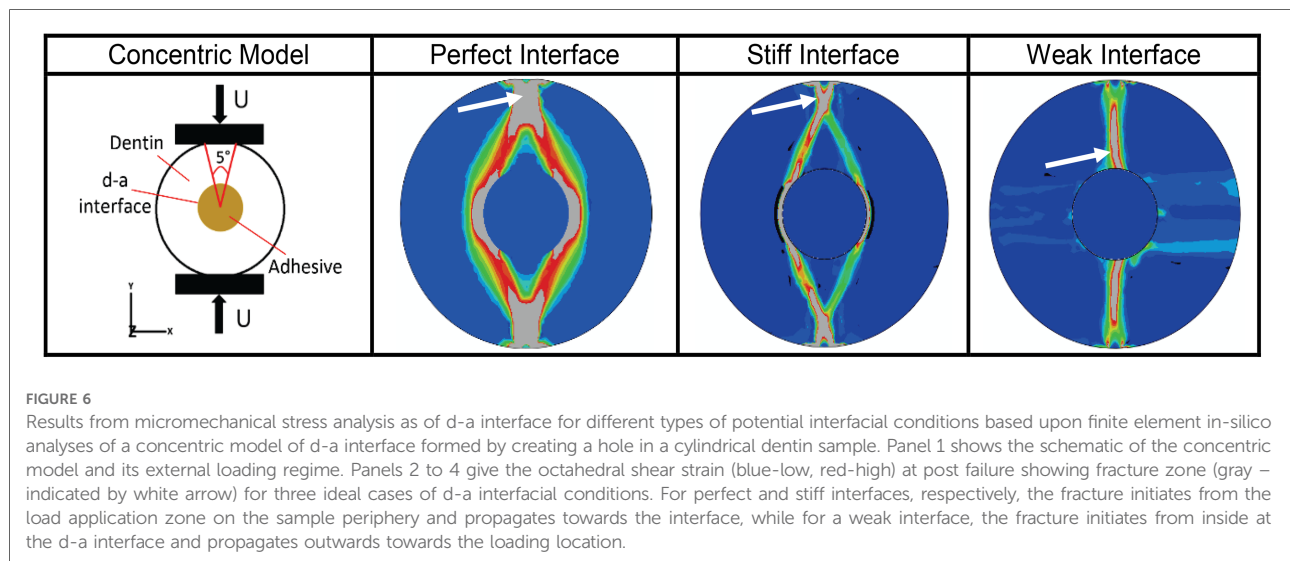 Concentric Model
Perfect Interface
Stiff Interface
Weak Interface
U
Dentin
5°
d-a
interface
Adhesive
Y
Z
X
U
FIGURE 6
Results from micromechanical stress analysis as of d-a interface for different types of potential interfacial conditions based upon finite element in-silico
analyses of a concentric model of d-a interface formed by creating a hole in a cylindrical dentin sample. Panel 1 shows the schematic of the concentric
model and its external loading regime. Panels 2 to 4 give the octahedral shear strain (blue-low, red-high) at post failure showing fracture zone (gray –
indicated by white arrow) for three ideal cases of d-a interfacial conditions. For perfect and stiff interfaces, respectively, the fracture initiates from the
load application zone on the sample periphery and propagates towards the interface, while for a weak interface, the fracture initiates from inside at
the d-a interface and propagates outwards towards the loading location.